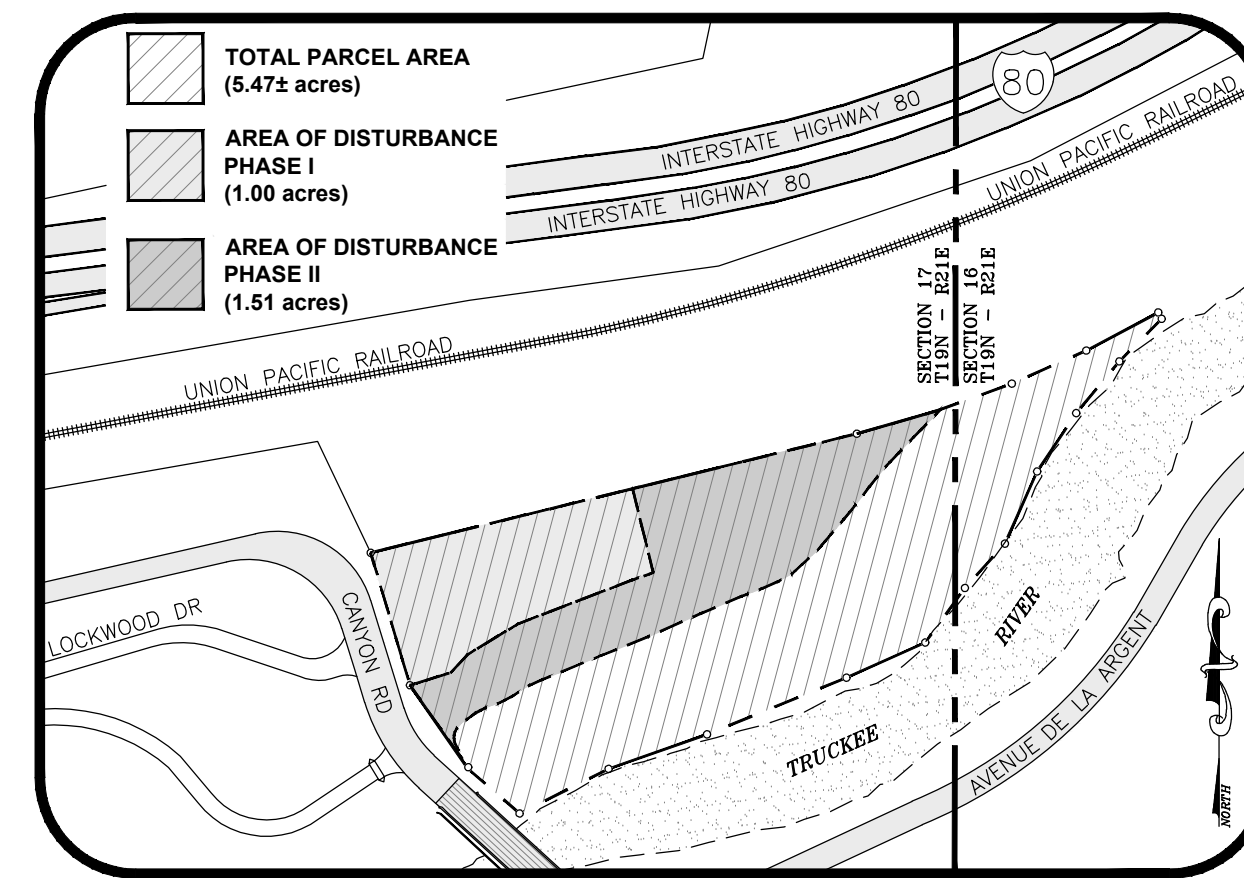 TOTAL PARCEL AREA
(5.47± acres)
AREA OF DISTURBANCE
PHASE I
(1.00 acres)
AREA OF DISTURBANCE
PHASE II
(1.51 acres)
80
INTERSTATE HIGHWAY 80
INTERSTATE HIGHWAY 80
UNION PACIFIC RAILROAD
UNION PACIFIC RAILROAD
SECTION 17
T19N - R21E
SECTION 16
T19N - R21E
LOCKWOOD DR
CANYON RD
TRUCKEE
RIVER
AVENUE DE LA ARGENT
NORTH